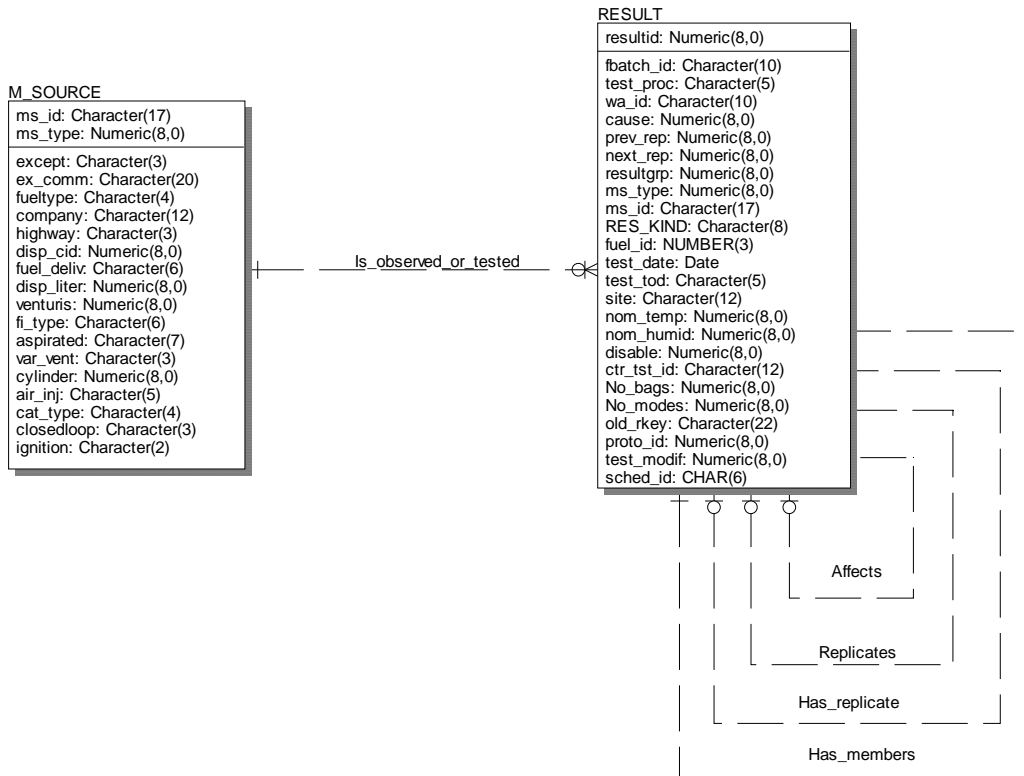 M_SOURCE
ms_id: Character(17)
ms_type: Numeric(8,0)
except: Character(3)
ex_comm: Character(20)
fueltype: Character(4)
company: Character(12)
highway: Character(3)
disp_cid: Numeric(8,0)
fuel_deliv: Character(6)
disp_liter: Numeric(8,0)
venturis: Numeric(8,0)
fi_type: Character(6)
aspirated: Character(7)
var_vent: Character(3)
cylinder: Numeric(8,0)
air_inj: Character(5)
cat_type: Character(4)
closedloop: Character(3)
ignition: Character(2)
Is_observed_or_tested
RESULT
resultid: Numeric(8,0)
fbatch_id: Character(10)
test_proc: Character(5)
wa_id: Character(10)
cause: Numeric(8,0)
prev_rep: Numeric(8,0)
next_rep: Numeric(8,0)
resultgrp: Numeric(8,0)
ms_type: Numeric(8,0)
ms_id: Character(17)
RES_KIND: Character(8)
fuel_id: NUMBER(3)
test_date: Date
test_tod: Character(5)
site: Character(12)
nom_temp: Numeric(8,0)
nom_humid: Numeric(8,0)
disable: Numeric(8,0)
ctr_tst_id: Character(12)
No_bags: Numeric(8,0)
No_modes: Numeric(8,0)
old_rkey: Character(22)
proto_id: Numeric(8,0)
test_modif: Numeric(8,0)
sched_id: CHAR(6)
Affects
Replicates
Has_replicate
Has_members